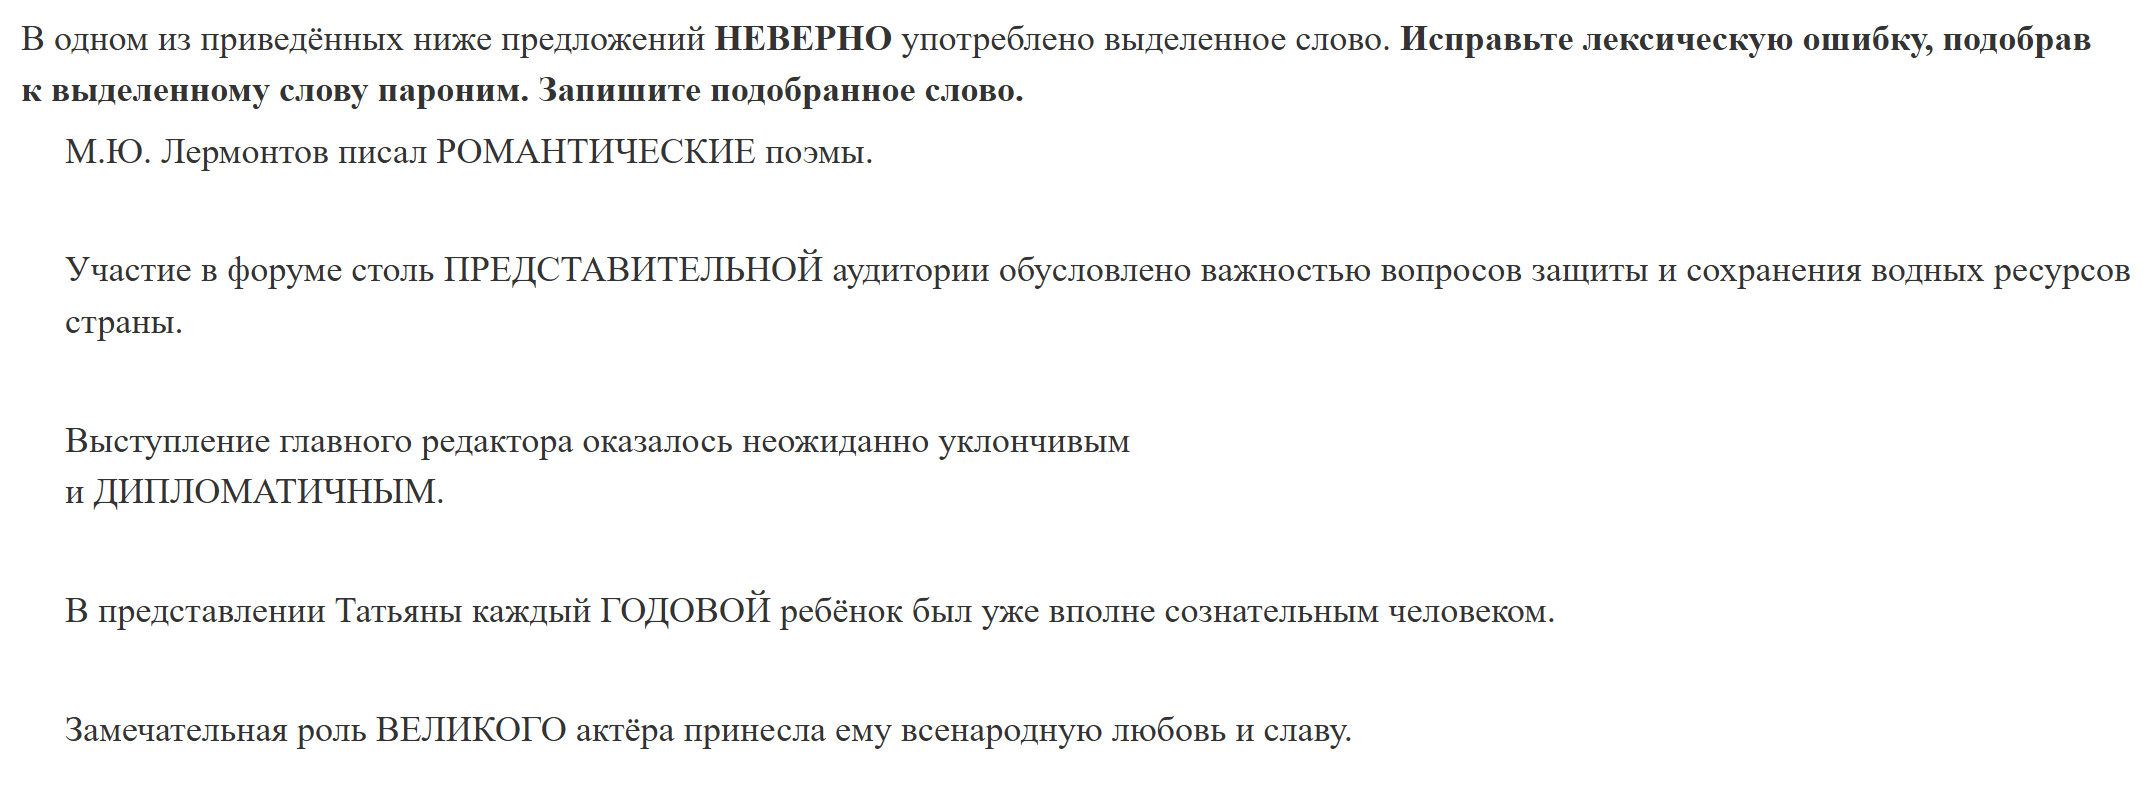 В одном из приведённых ниже предложений НЕВЕРНО употреблено выделенное слово. Исправьте лексическую ошибку, подобрав
к выделенному слову пароним. Запишите подобранное слово.
М.Ю. Лермонтов писал РОМАНТИЧЕСКИЕ поэмы.
Участие в форуме столь ПРЕДСТАВИТЕЛЬНОЙ аудитории обусловлено важностью вопросов защиты и сохранения водных ресурсов
страны.
Выступление главного редактора оказалось неожиданно уклончивым
и ДИПЛОМАТИЧНЫМ.
В представлении Татьяны каждый ГОДОВОЙ ребёнок был уже вполне сознательным человеком.
Замечательная роль ВЕЛИКОГО актёра принесла ему всенародную любовь и славу.